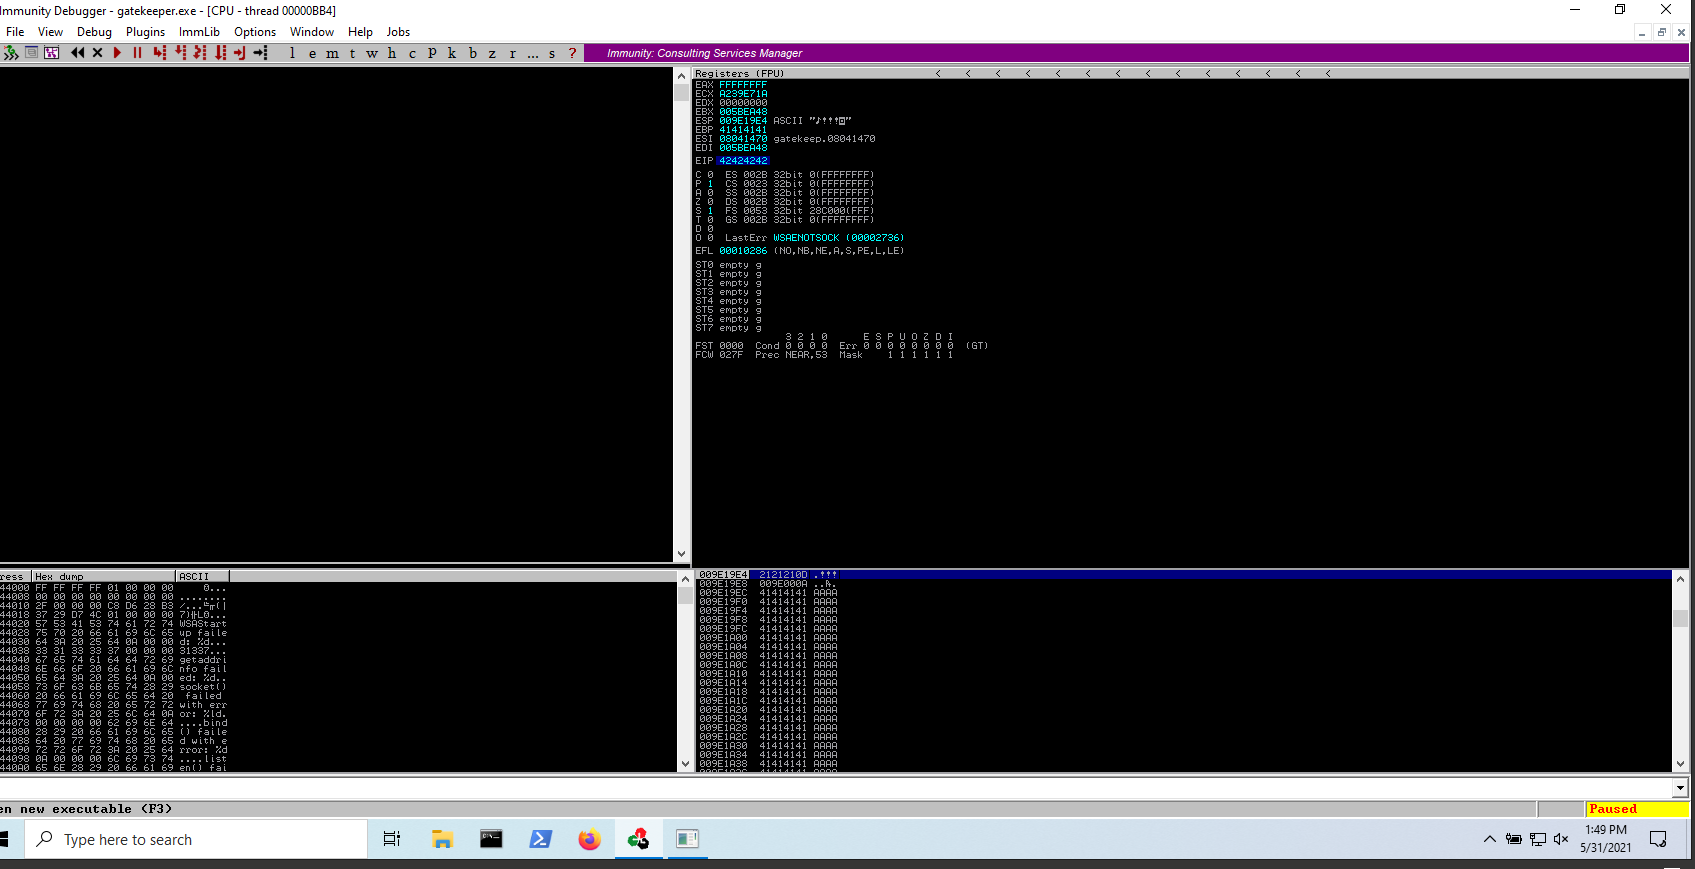 Immunity Debugger - gatekeeper.exe - [CPU - thread 00000BB4]
File View Debug Plugins ImmLib Options Window Help Jobs
l e m t w h c P k b z r ... s ? Immunity: Consulting Services Manager
Registers (FPU) < < < < < < < < < < < < < <
EAX FFFFFFFF
ECX A239E71A
EDX 00000000
EBX 005BEA48
ESP 009E19E4 ASCII "♪!!!◙"
EBP 41414141
ESI 08041470 gatekeep.08041470
EDI 005BEA48
EIP 42424242
C 0 ES 002B 32bit 0(FFFFFFFF)
P 1 CS 0023 32bit 0(FFFFFFFF)
A 0 SS 002B 32bit 0(FFFFFFFF)
Z 0 DS 002B 32bit 0(FFFFFFFF)
S 1 FS 0053 32bit 28C000(FFF)
T 0 GS 002B 32bit 0(FFFFFFFF)
D 0
O 0 LastErr WSAENOTSOCK (00002736)
EFL 00010286 (NO,NB,NE,A,S,PE,L,LE)
ST0 empty g
ST1 empty g
ST2 empty g
ST3 empty g
ST4 empty g
ST5 empty g
ST6 empty g
ST7 empty g
3 2 1 0 E S P U O Z D I
FST 0000 Cond 0 0 0 0 Err 0 0 0 0 0 0 0 0 (GT)
FCW 027F Prec NEAR,53 Mask 1 1 1 1 1 1
ress Hex dump ASCII
44000 FF FF FF FF 01 00 00 00 0...
44008 00 00 00 00 00 00 00 00 ........
44010 2F 00 00 00 C8 D6 28 B3 /...╚╓(│
44018 37 29 D7 4C 01 00 00 00 7)╫L0...
44020 57 53 41 53 74 61 72 74 WSAStart
44028 75 70 20 66 61 69 6C 65 up faile
44030 64 3A 20 25 64 0A 00 00 d: %d...
44038 33 31 33 33 37 00 00 00 31337...
44040 67 65 74 61 64 64 72 69 getaddri
44048 6E 66 6F 20 66 61 69 6C nfo fail
44050 65 64 3A 20 25 64 0A 00 ed: %d..
44058 73 6F 63 6B 65 74 28 29 socket()
44060 20 66 61 69 6C 65 64 20 failed
44068 77 69 74 68 20 65 72 72 with err
44070 6F 72 3A 20 25 6C 64 0A or: %ld.
44078 00 00 00 00 62 69 6E 64 ....bind
44080 28 29 20 66 61 69 6C 65 () faile
44088 64 20 77 69 74 68 20 65 d with e
44090 72 72 6F 72 3A 20 25 64 rror: %d
44098 0A 00 00 00 6C 69 73 74 ....list
440A0 65 6E 28 29 20 66 61 69 en() fai
009E19E4 2121210D .!!!
009E19E8 009E000A
009E19EC 41414141 AAAA
009E19F0 41414141 AAAA
009E19F4 41414141 AAAA
009E19F8 41414141 AAAA
009E19FC 41414141 AAAA
009E1A00 41414141 AAAA
009E1A04 41414141 AAAA
009E1A08 41414141 AAAA
009E1A0C 41414141 AAAA
009E1A10 41414141 AAAA
009E1A14 41414141 AAAA
009E1A18 41414141 AAAA
009E1A1C 41414141 AAAA
009E1A20 41414141 AAAA
009E1A24 41414141 AAAA
009E1A28 41414141 AAAA
009E1A2C 41414141 AAAA
009E1A30 41414141 AAAA
009E1A34 41414141 AAAA
009E1A38 41414141 AAAA
en new executable (F3) Paused
Type here to search
1:49 PM
5/31/2021